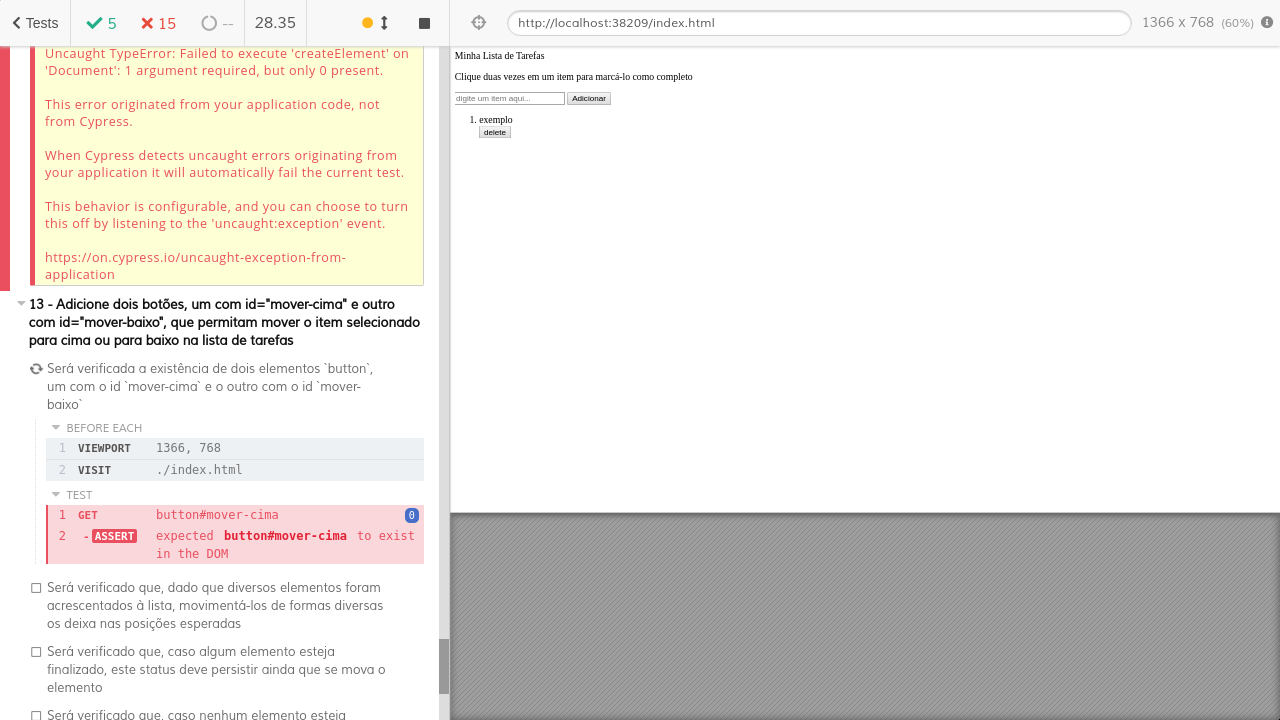 Tests
5
15
--
28.35
http://localhost:38209/index.html
1366 x 768 (60%)
Uncaught TypeError: Failed to execute 'createElement' on
'Document': 1 argument required, but only 0 present.
This error originated from your application code, not
from Cypress.
When Cypress detects uncaught errors originating from
your application it will automatically fail the current test.
This behavior is configurable, and you can choose to turn
this off by listening to the 'uncaught:exception' event.
https://on.cypress.io/uncaught-exception-from-
application
13 - Adicione dois botões, um com id="mover-cima" e outro
com id="mover-baixo", que permitam mover o item selecionado
para cima ou para baixo na lista de tarefas
Será verificada a existência de dois elementos `button`,
um com o id `mover-cima` e o outro com o id `mover-
baixo`
BEFORE EACH
1 VIEWPORT 1366, 768
2 VISIT ./index.html
TEST
1 GET button#mover-cima 0
2 -ASSERT expected button#mover-cima to exist
in the DOM
Será verificado que, dado que diversos elementos foram
acrescentados à lista, movimentá-los de formas diversas
os deixa nas posições esperadas
Será verificado que, caso algum elemento esteja
finalizado, este status deve persistir ainda que se mova o
elemento
Será verificado que, caso nenhum elemento esteja
Minha Lista de Tarefas
Clique duas vezes em um item para marcá-lo como completo
digite um item aqui... Adicionar
1. exemplo
delete